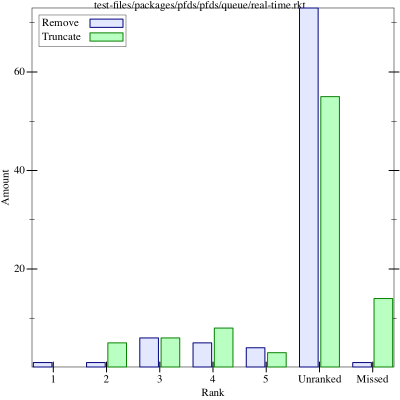 test-files/packages/pfds/pfds/queue/real-time.rkt
Remove
Truncate
60
40
20
Amount
1 2 3 4 5 Unranked Missed
Rank